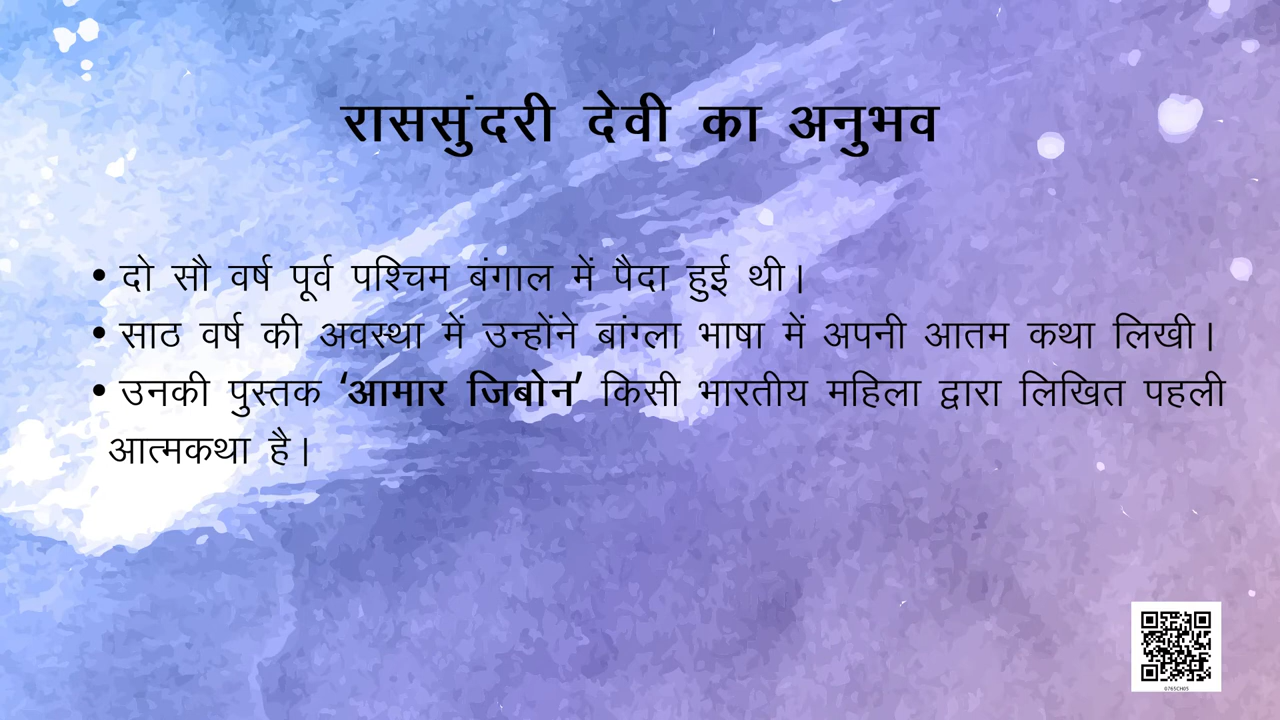 राससुंदरी देवी का अनुभव
• दो सौ वर्ष पूर्व पश्चिम बंगाल में पैदा हुई थी।
• साठ वर्ष की अवस्था में उन्होंने बांग्ला भाषा में अपनी आतम कथा लिखी।
• उनकी पुस्तक ‘आमार जिबोन’ किसी भारतीय महिला द्वारा लिखित पहली
आत्मकथा है।
0765CH05